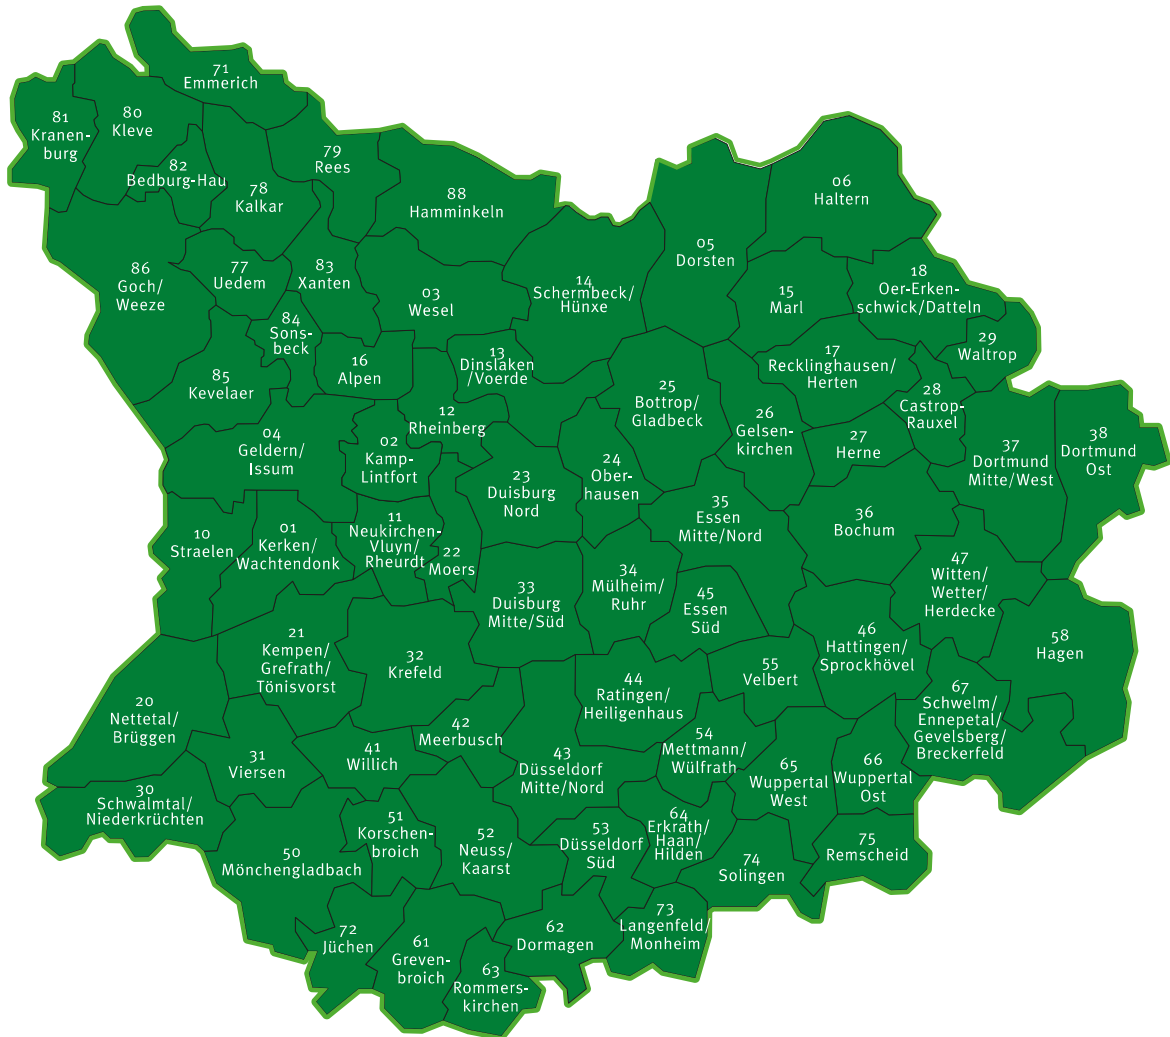 71
Emmerich
81
Kranen-
burg
80
Kleve
82
Bedburg-Hau
78
Kalkar
79
Rees
88
Hamminkeln
06
Haltern
05
Dorsten
86
Goch/
Weeze
77
Uedem
83
Xanten
03
Wesel
14
Schermbeck/
Hünxe
15
Marl
18
Oer-Erken-
schwick/Datteln
29
Waltrop
84
Sons-
beck
16
Alpen
13
Dinslaken
/Voerde
85
Kevelaer
17
Recklinghausen/
Herten
25
Bottrop/
Gladbeck
28
Castrop-
Rauxel
12
Rheinberg
26
Gelsen-
kirchen
04
Geldern/
Issum
02
Kamp-
Lintfort
27
Herne
37
Dortmund
Mitte/West
38
Dortmund
Ost
24
Ober-
hausen
23
Duisburg
Nord
35
Essen
Mitte/Nord
36
Bochum
10
Straelen
01
Kerken/
Wachtendonk
11
Neukirchen-
Vluyn/
Rheurdt
22
Moers
47
Witten/
Wetter/
Herdecke
34
Mülheim/
Ruhr
33
Duisburg
Mitte/Süd
45
Essen
Süd
21
Kempen/
Grefrath/
Tönisvorst
32
Krefeld
46
Hattingen/
Sprockhövel
58
Hagen
55
Velbert
44
Ratingen/
Heiligenhaus
20
Nettetal/
Brüggen
67
Schwelm/
Ennepetal/
Gevelsberg/
Breckerfeld
42
Meerbusch
54
Mettmann/
Wülfrath
31
Viersen
41
Willich
43
Düsseldorf
Mitte/Nord
65
Wuppertal
West
66
Wuppertal
Ost
30
Schwalmtal/
Niederkrüchten
51
Korschen-
broich
52
Neuss/
Kaarst
53
Düsseldorf
Süd
64
Erkrath/
Haan/
Hilden
75
Remscheid
50
Mönchengladbach
74
Solingen
73
Langenfeld/
Monheim
72
Jüchen
61
Greven-
broich
62
Dormagen
63
Rommers-
kirchen